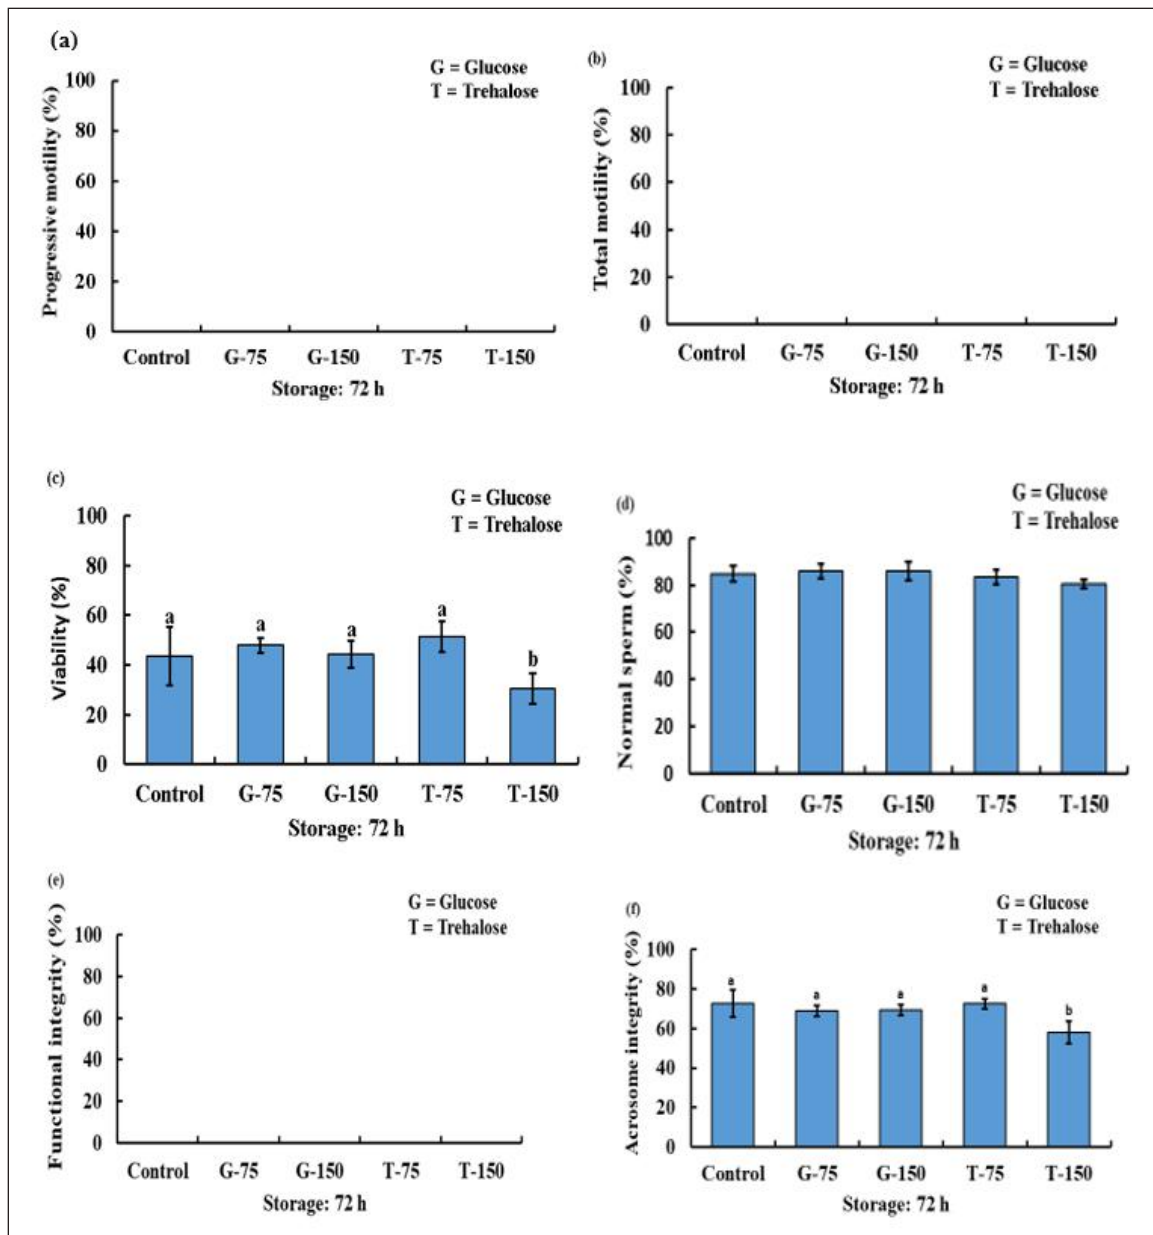 (a)
G = Glucose
T = Trehalose
Progressive motility (%)
100
80
60
40
20
0
Control G-75 G-150 T-75 T-150
Storage: 72 h
(b)
G = Glucose
T = Trehalose
Total motility (%)
100
80
60
40
20
0
Control G-75 G-150 T-75 T-150
Storage: 72 h
(c)
G = Glucose
T = Trehalose
Viability (%)
100
80
60
40
20
0
a a a a b
Control G-75 G-150 T-75 T-150
Storage: 72 h
(d)
G = Glucose
T = Trehalose
Normal sperm (%)
100
80
60
40
20
0
Control G-75 G-150 T-75 T-150
Storage: 72 h
(e)
G = Glucose
T = Trehalose
Functional integrity (%)
100
80
60
40
20
0
Control G-75 G-150 T-75 T-150
Storage: 72 h
(f)
G = Glucose
T = Trehalose
Acrosome integrity (%)
100
80
60
40
20
0
a a a a b
Control G-75 G-150 T-75 T-150
Storage: 72 h